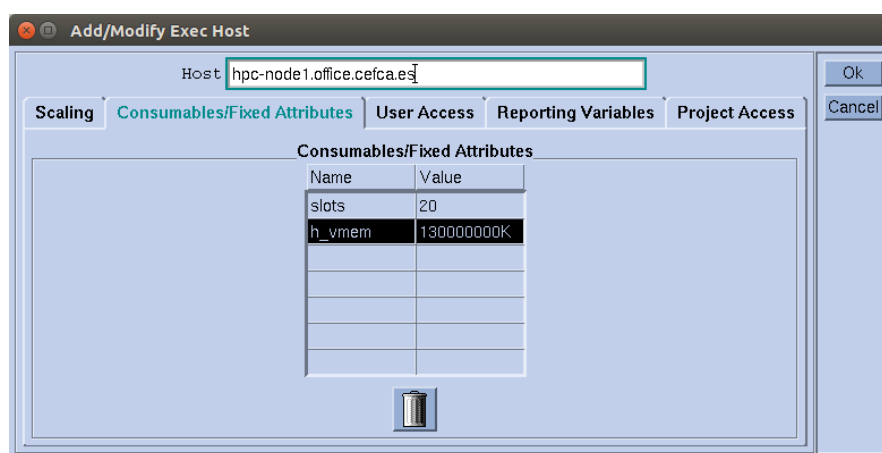 Add/Modify Exec Host
Host hpc-node1.office.cefca.es
Ok
Cancel
Scaling Consumables/Fixed Attributes User Access Reporting Variables Project Access
Consumables/Fixed Attributes
Name Value
slots 20
h_vmem 130000000K